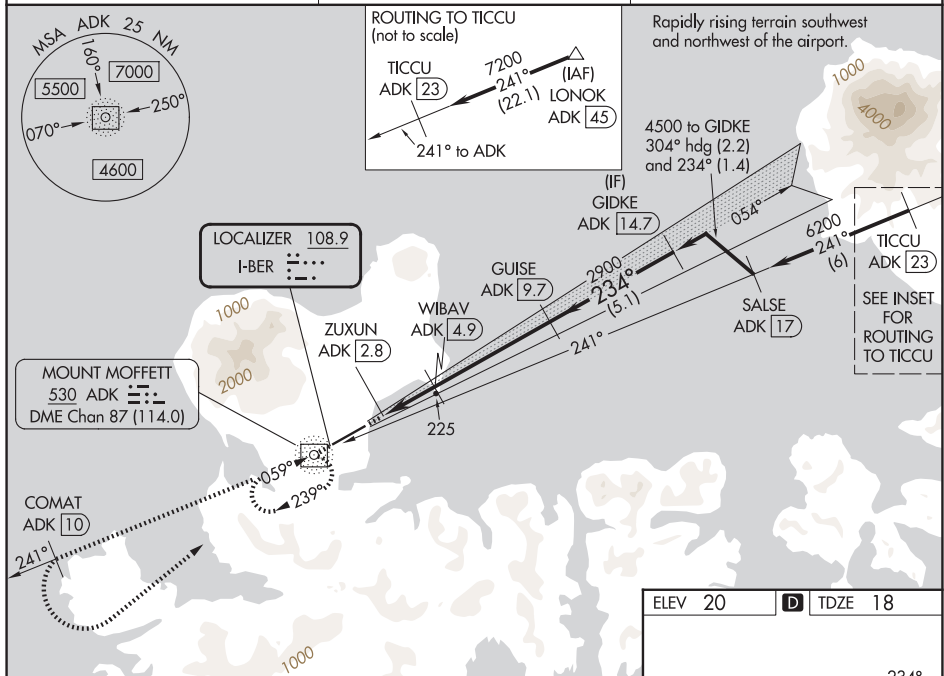 MSA ADK 25 NM
160°
5500
7000
250°
070°
4600
ROUTING TO TICCU
(not to scale)
TICCU
ADK 23
7200
241°
(22.1)
(IAF)
LONOK
ADK 45
241° to ADK
Rapidly rising terrain southwest
and northwest of the airport.
1000
4000
4500 to GIDKE
304° hdg (2.2)
and 234° (1.4)
(IF)
GIDKE
ADK 14.7
054°
6200
241°
(6)
TICCU
ADK 23
SEE INSET
FOR
ROUTING
TO TICCU
LOCALIZER 108.9
I-BER
GUISE
ADK 9.7
2900
234°
(5.1)
SALSE
ADK 17
241°
WIBAV
ADK 4.9
ZUXUN
ADK 2.8
1000
2000
MOUNT MOFFETT
530 ADK
DME Chan 87 (114.0)
225
059°
239°
COMAT
ADK 10
241°
1000
ELEV 20
D
TDZE 18
234°